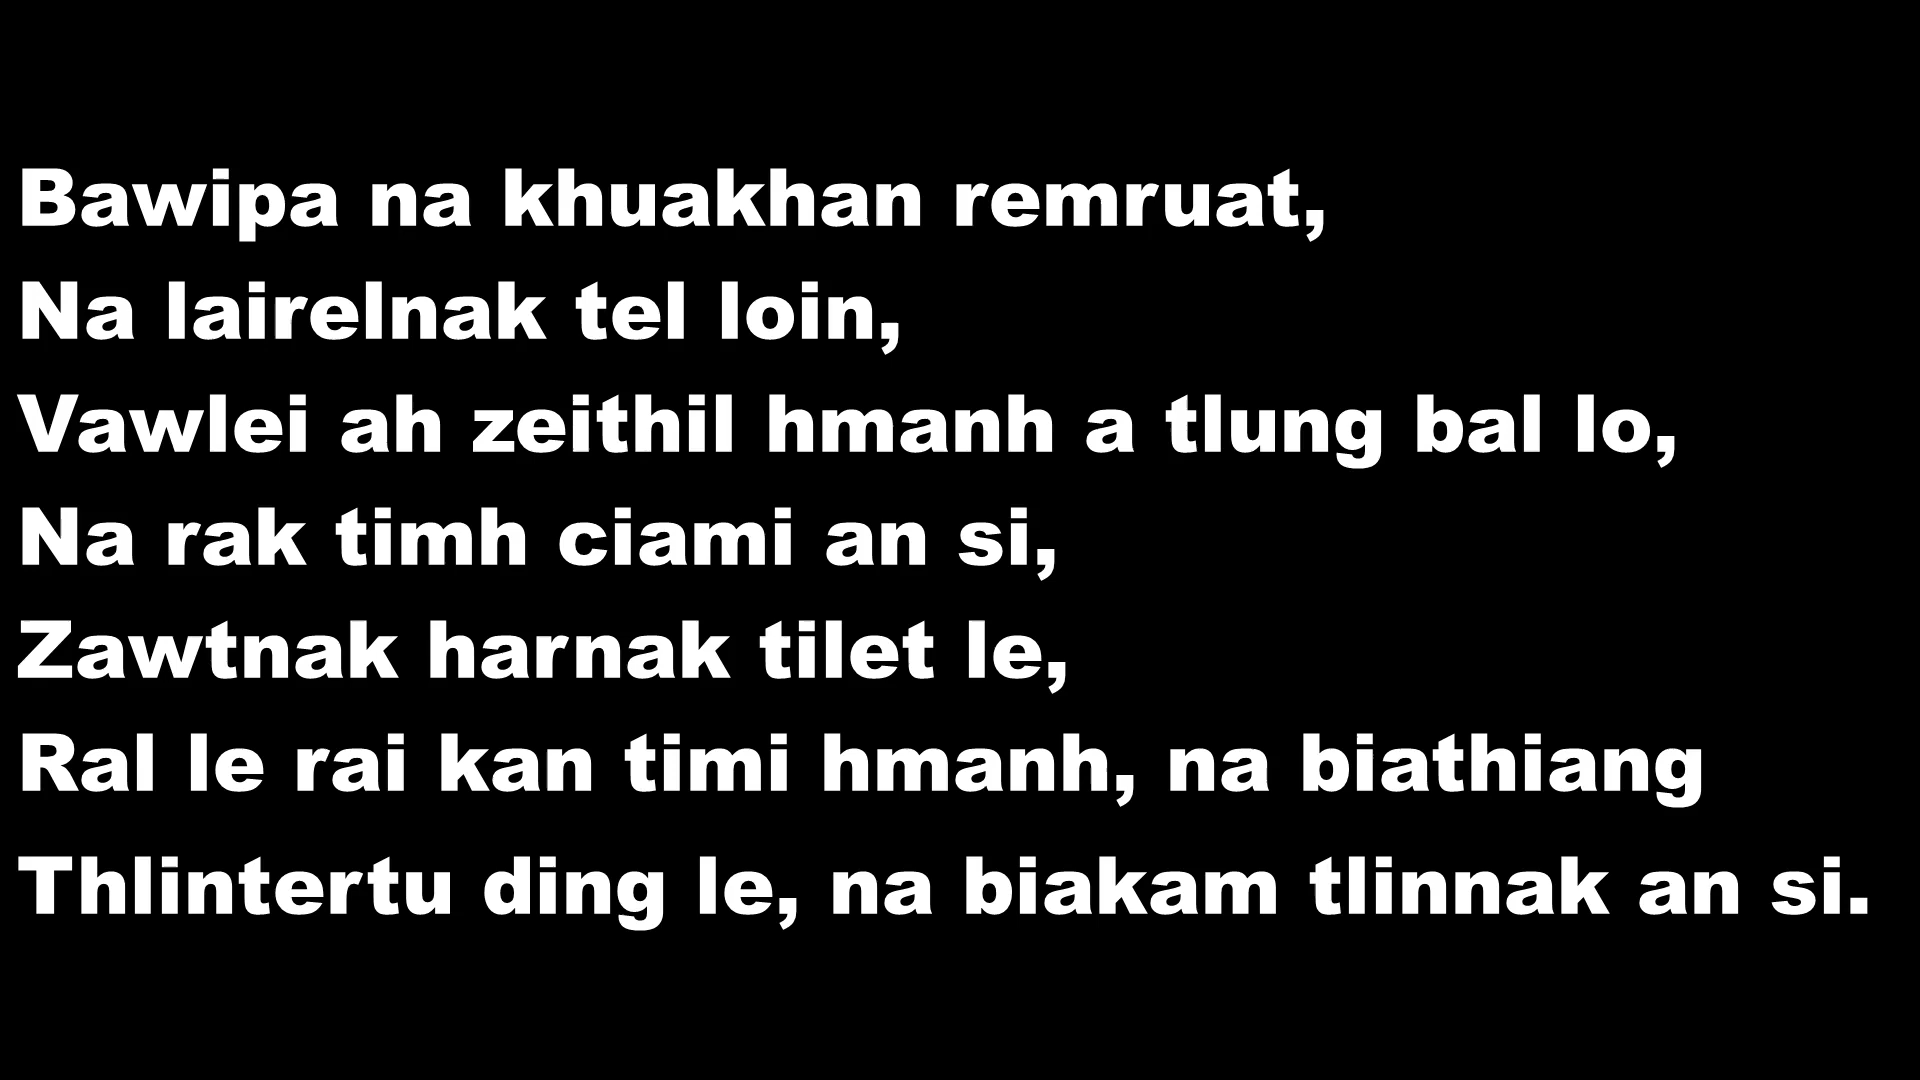 Bawipa na khuakhan remruat,
Na lairelnak tel loin,
Vawlei ah zeithil hmanh a tlung bal lo,
Na rak timh ciami an si,
Zawtnak harnak tilet le,
Ral le rai kan timi hmanh, na biathiang
Thlintertu ding le, na biakam tlinnak an si.